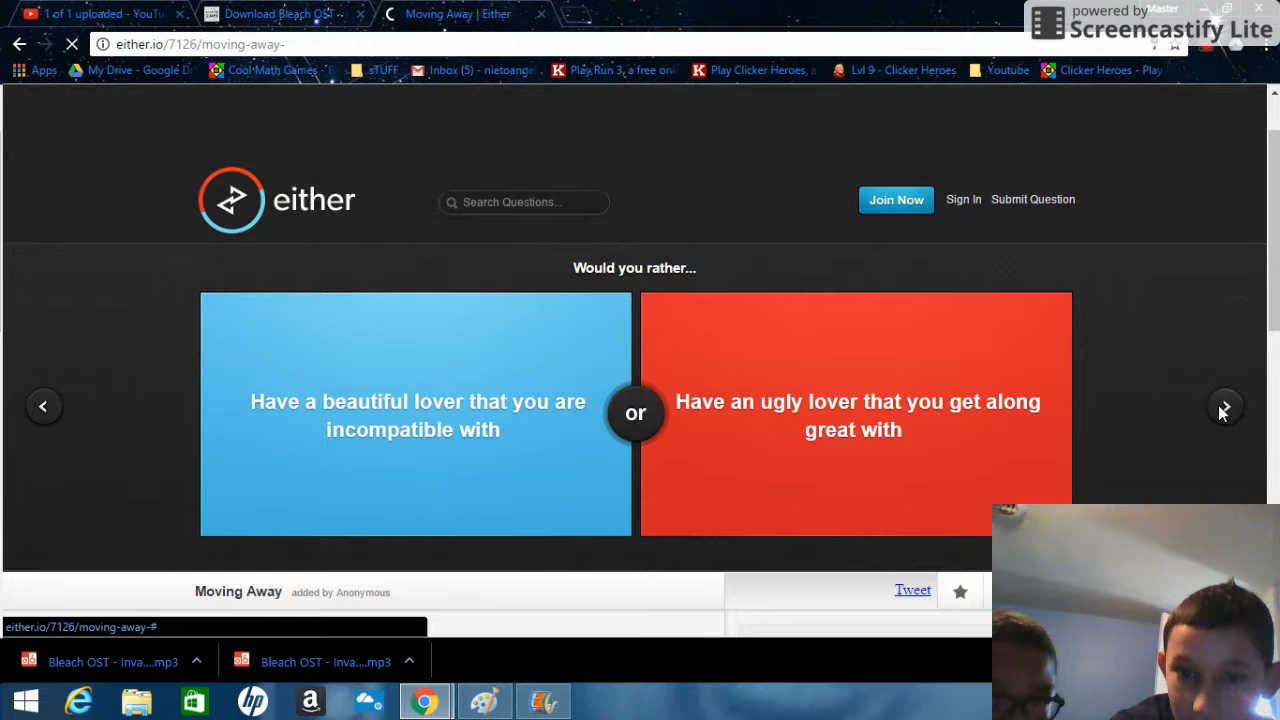 1 of 1 uploaded - YouTu
Download Bleach OST -
Moving Away | Either
Master
powered by
Screencastify Lite
either.io/7126/moving-away-
Apps
My Drive - Google D
Cool Math Games -
sTUFF
Inbox (5) - nietoange
Play Run 3, a free onl
Play Clicker Heroes, a
Lvl 9 - Clicker Heroes
Youtube
Clicker Heroes - Play
either
Search Questions...
Join Now
Sign In
Submit Question
Would you rather...
Have a beautiful lover that you are
incompatible with
or
Have an ugly lover that you get along
great with
Moving Away added by Anonymous
Tweet
either.io/7126/moving-away-#
Bleach OST - Inva....mp3
Bleach OST - Inva....mp3
hp
a